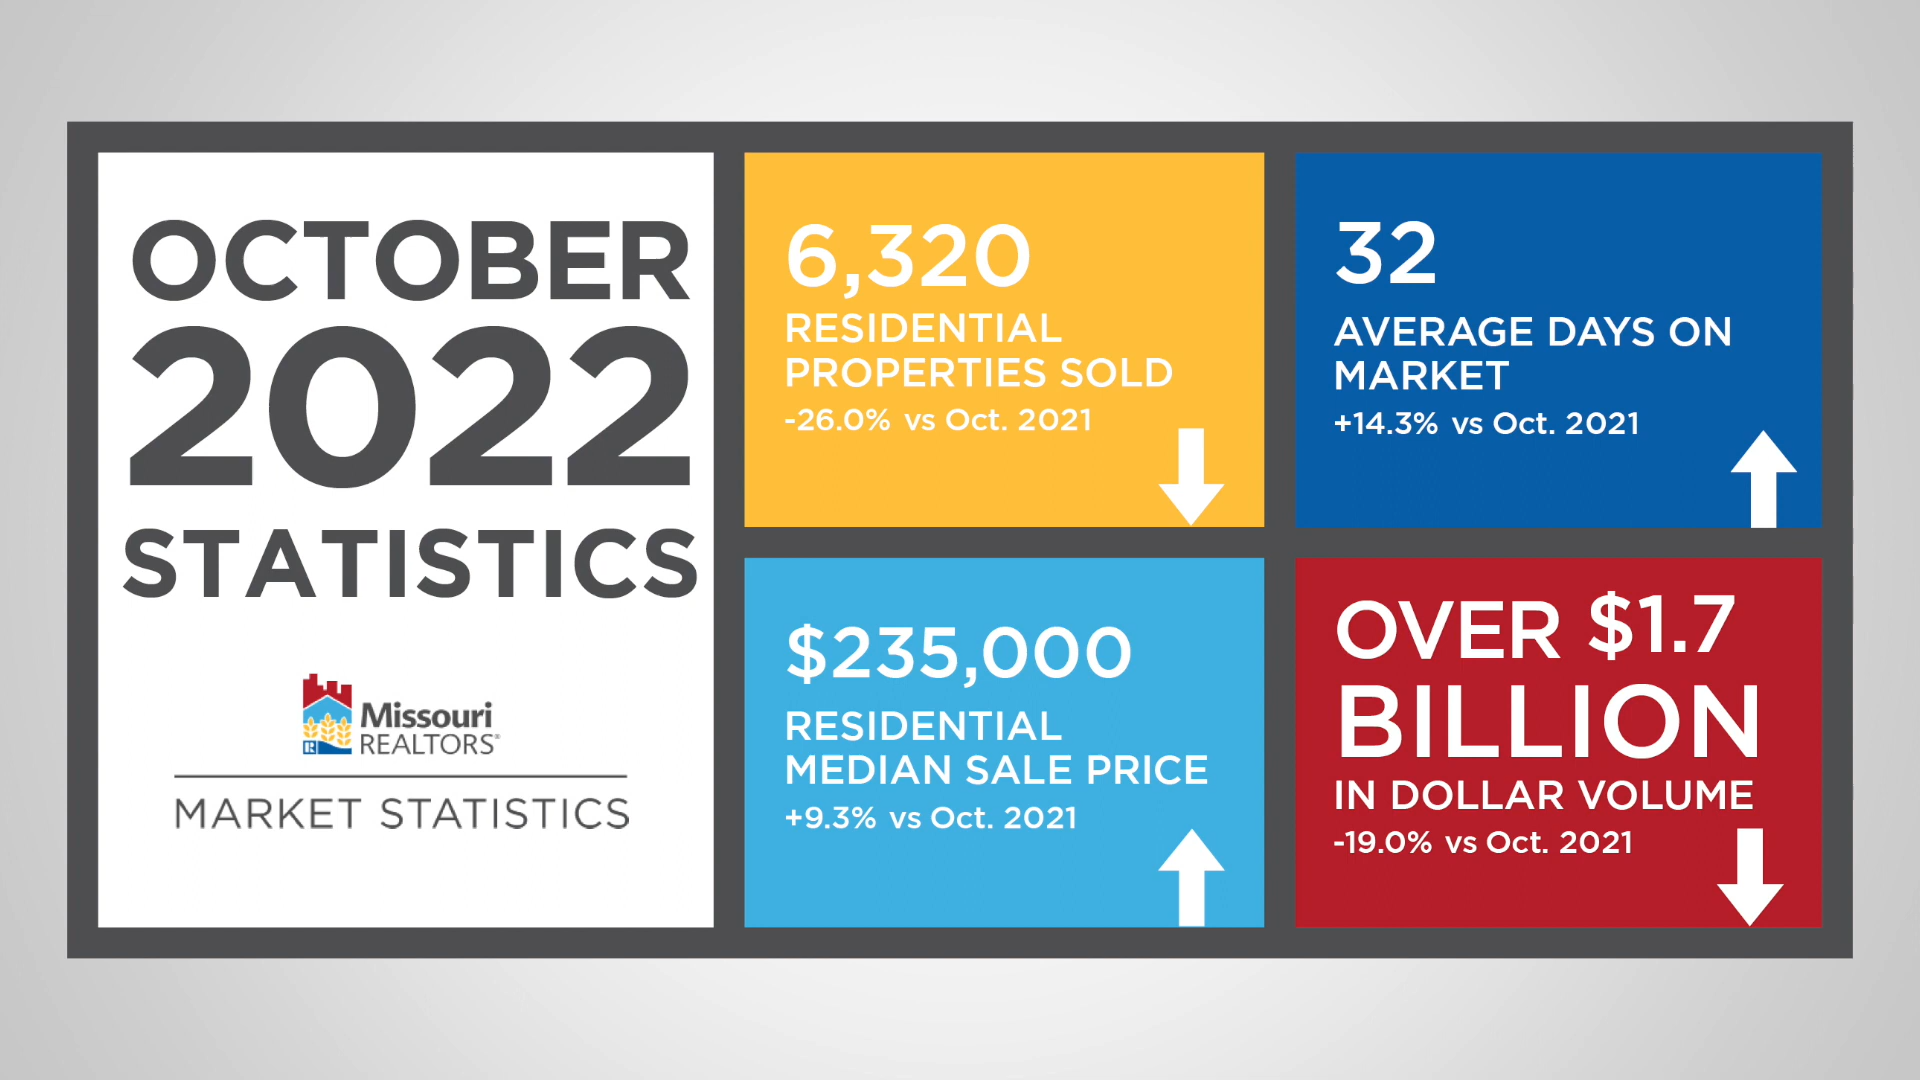 OCTOBER
2022
STATISTICS
Missouri
REALTORS®
MARKET STATISTICS
6,320
RESIDENTIAL
PROPERTIES SOLD
-26.0% vs Oct. 2021
32
AVERAGE DAYS ON
MARKET
+14.3% vs Oct. 2021
$235,000
RESIDENTIAL
MEDIAN SALE PRICE
+9.3% vs Oct. 2021
OVER $1.7
BILLION
IN DOLLAR VOLUME
-19.0% vs Oct. 2021